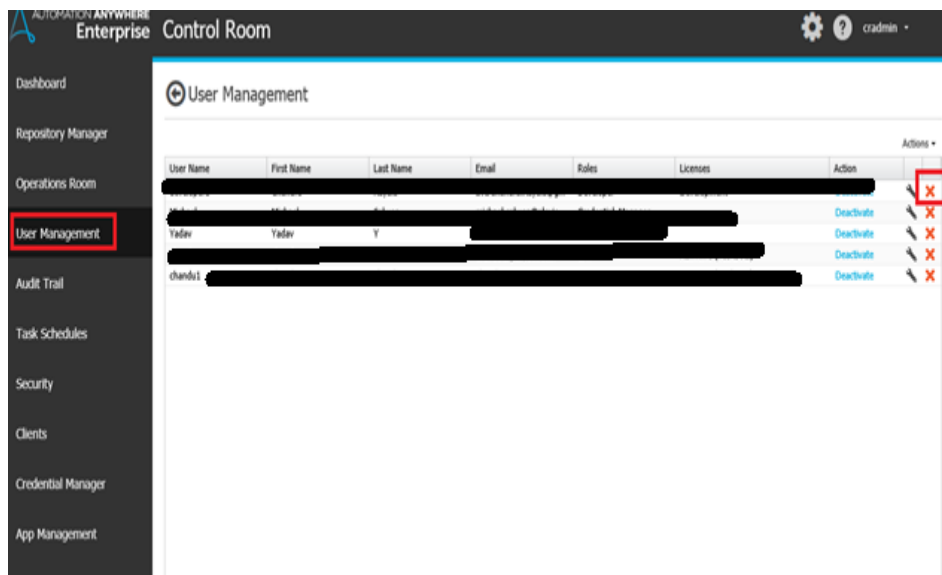 AUTOMATION ANYWHERE
Enterprise
Control Room
cradmin
Dashboard
Repository Manager
Operations Room
User Management
Audit Trail
Task Schedules
Security
Clients
Credential Manager
App Management
User Management
Actions
User Name First Name Last Name Email Roles Licenses Action
Deactivate
Yadav Yadav Y Deactivate
Deactivate
chandu1 Deactivate